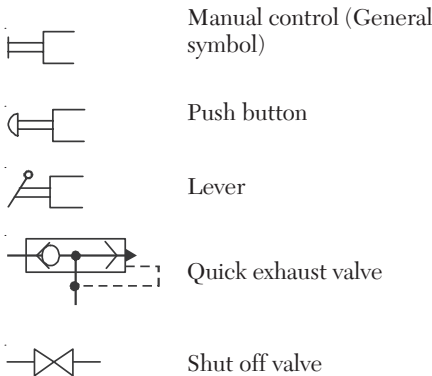 Manual control (General
symbol)
Push button
Lever
Quick exhaust valve
Shut off valve